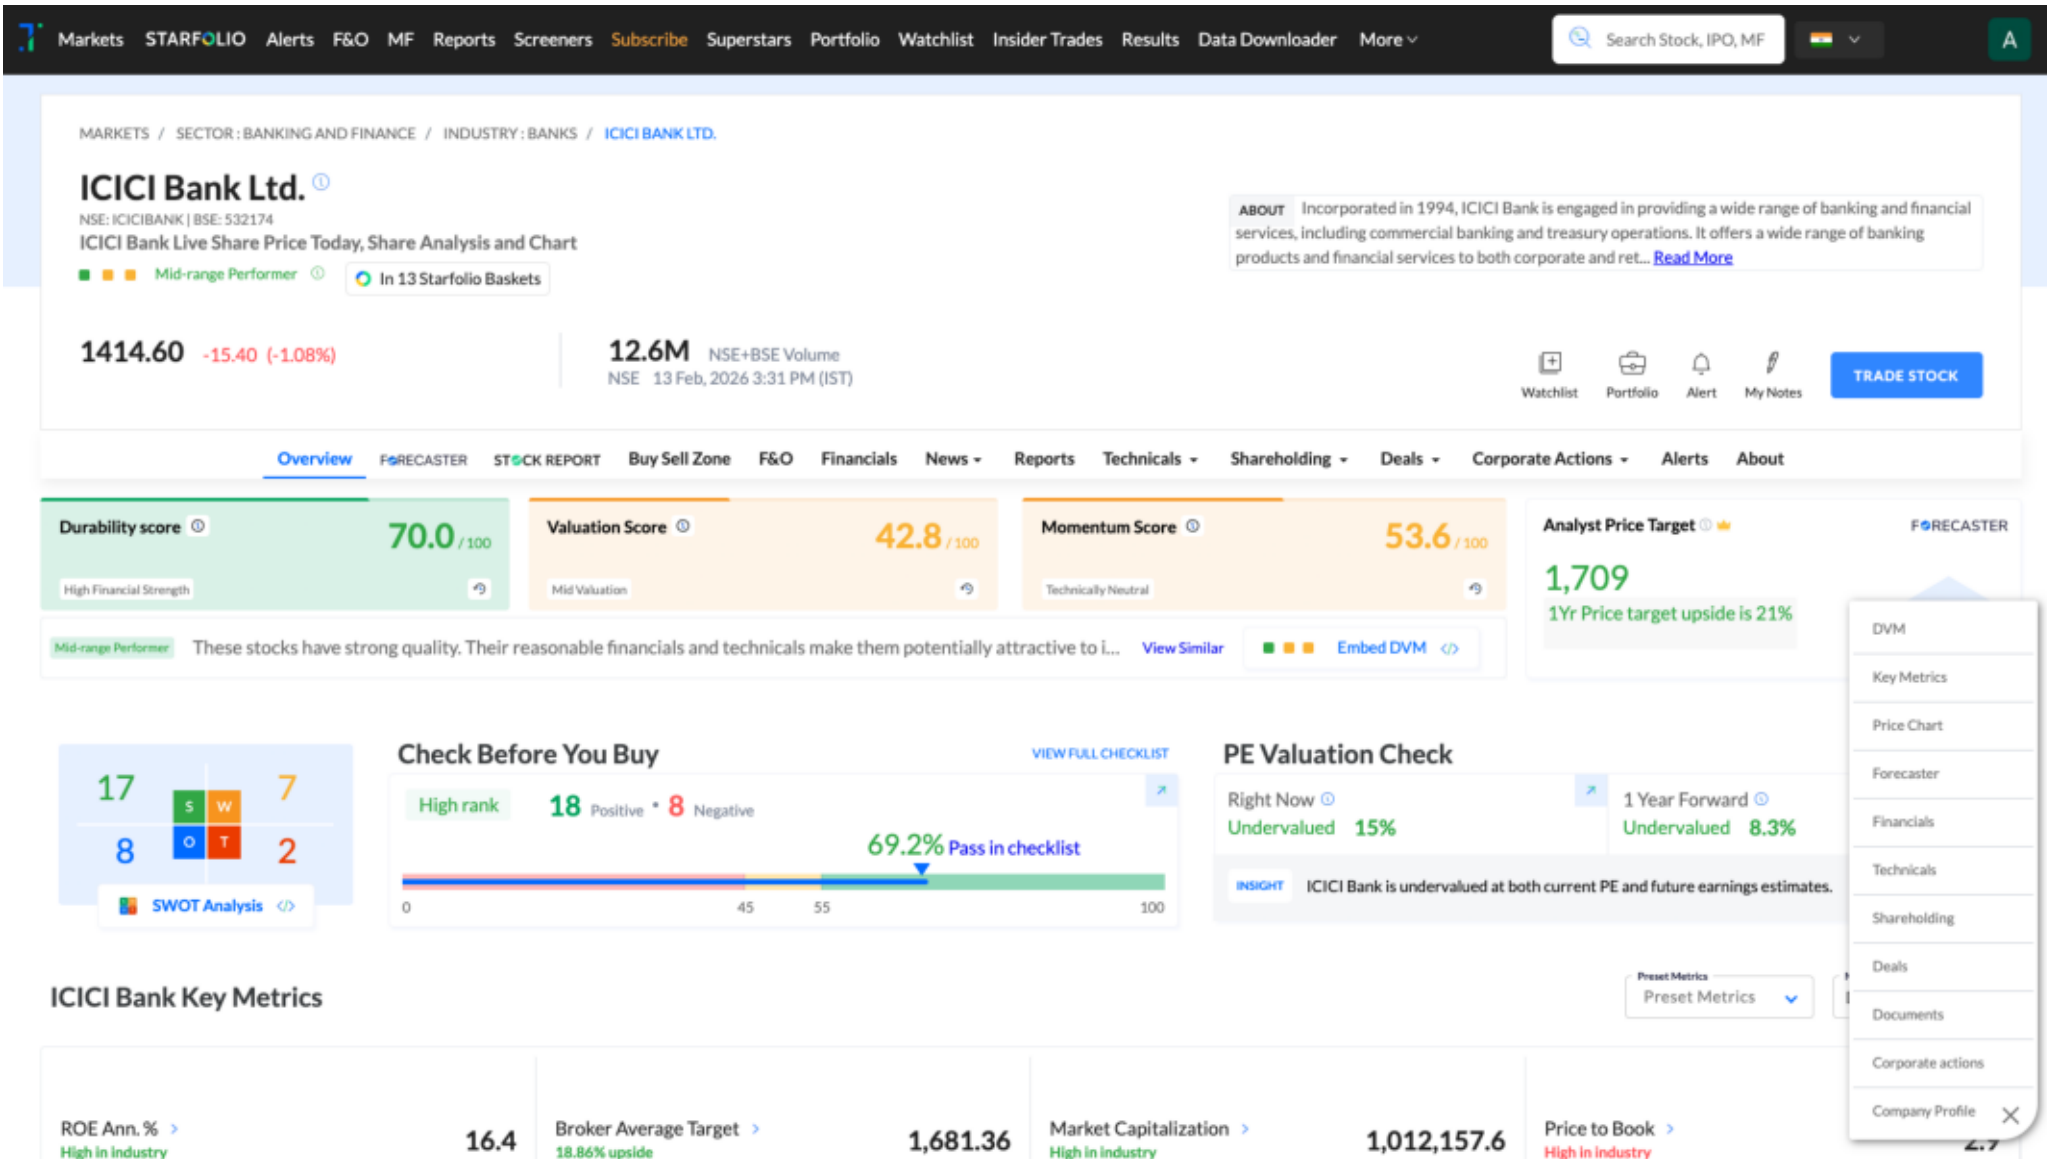 Markets STARFOLIO Alerts F&O MF Reports Screeners Subscribe Superstars Portfolio Watchlist Insider Trades Results Data Downloader More Search Stock, IPO, MF A
MARKETS / SECTOR : BANKING AND FINANCE / INDUSTRY : BANKS / ICICI BANK LTD.
ICICI Bank Ltd.
NSE: ICICIBANK | BSE: 532174
ICICI Bank Live Share Price Today, Share Analysis and Chart
Mid-range Performer In 13 Starfolio Baskets
ABOUT Incorporated in 1994, ICICI Bank is engaged in providing a wide range of banking and financial
services, including commercial banking and treasury operations. It offers a wide range of banking
products and financial services to both corporate and ret... Read More
1414.60 -15.40 (-1.08%)
12.6M NSE+BSE Volume
NSE 13 Feb, 2026 3:31 PM (IST)
Watchlist Portfolio Alert My Notes TRADE STOCK
Overview FORECASTER STOCK REPORT Buy Sell Zone F&O Financials News Reports Technicals Shareholding Deals Corporate Actions Alerts About
Durability score 70.0 / 100
High Financial Strength
Valuation Score 42.8 / 100
Mid Valuation
Momentum Score 53.6 / 100
Technically Neutral
Analyst Price Target FORECASTER
1,709
1Yr Price target upside is 21%
Mid-range Performer These stocks have strong quality. Their reasonable financials and technicals make them potentially attractive to i... View Similar Embed DVM </>
17 7
S W
O T
8 2
SWOT Analysis </>
Check Before You Buy VIEW FULL CHECKLIST
High rank 18 Positive • 8 Negative
69.2% Pass in checklist
0 45 55 100
PE Valuation Check
Right Now
Undervalued 15%
1 Year Forward
Undervalued 8.3%
INSIGHT ICICI Bank is undervalued at both current PE and future earnings estimates.
ICICI Bank Key Metrics
Preset Metrics
Preset Metrics
ROE Ann. % 16.4
High in industry
Broker Average Target 1,681.36
18.86% upside
Market Capitalization 1,012,157.6
High in industry
Price to Book 2.9
High in industry
DVM
Key Metrics
Price Chart
Forecaster
Financials
Technicals
Shareholding
Deals
Documents
Corporate actions
Company Profile